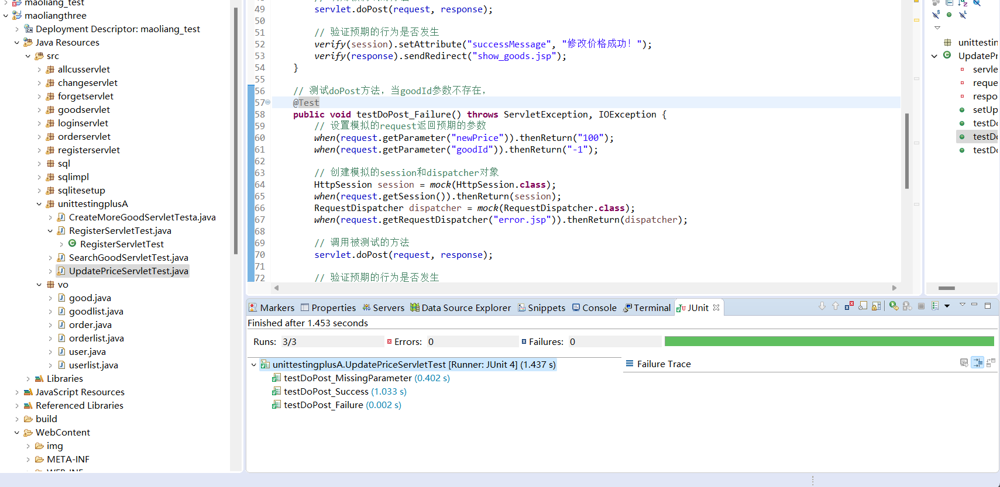 maoliang_test
maoliangthree
Deployment Descriptor: maoliang_test
Java Resources
src
allcusservlet
changeservlet
forgetservlet
goodservlet
loginservlet
orderservlet
registerservlet
sql
sqlimpl
sqlitesetup
unittestingplusA
CreateMoreGoodServletTesta.java
RegisterServletTest.java
RegisterServletTest
SearchGoodServletTest.java
UpdatePriceServletTest.java
vo
good.java
goodlist.java
order.java
orderlist.java
user.java
userlist.java
Libraries
JavaScript Resources
Referenced Libraries
build
WebContent
img
META-INF
WEB-INF
49 servlet.doPost(request, response);
50
51 // 验证预期的行为是否发生
52 verify(session).setAttribute("successMessage", "修改价格成功！");
53 verify(response).sendRedirect("show_goods.jsp");
54 }
55
56 // 测试doPost方法，当goodId参数不存在，
57 @Test
58 public void testDoPost_Failure() throws ServletException, IOException {
59 // 设置模拟的request返回预期的参数
60 when(request.getParameter("newPrice")).thenReturn("100");
61 when(request.getParameter("goodId")).thenReturn("-1");
62
63 // 创建模拟的session和dispatcher对象
64 HttpSession session = mock(HttpSession.class);
65 when(request.getSession()).thenReturn(session);
66 RequestDispatcher dispatcher = mock(RequestDispatcher.class);
67 when(request.getRequestDispatcher("error.jsp")).thenReturn(dispatcher);
68
69 // 调用被测试的方法
70 servlet.doPost(request, response);
71
72 // 验证预期的行为是否发生
unittestin
UpdatePr
servle
reque
respo
setUp
testDo
testDo
testDo
Markers Properties Servers Data Source Explorer Snippets Console Terminal JUnit
Finished after 1.453 seconds
Runs: 3/3 Errors: 0 Failures: 0
unittestingplusA.UpdatePriceServletTest [Runner: JUnit 4] (1.437 s)
testDoPost_MissingParameter (0.402 s)
testDoPost_Success (1.033 s)
testDoPost_Failure (0.002 s)
Failure Trace